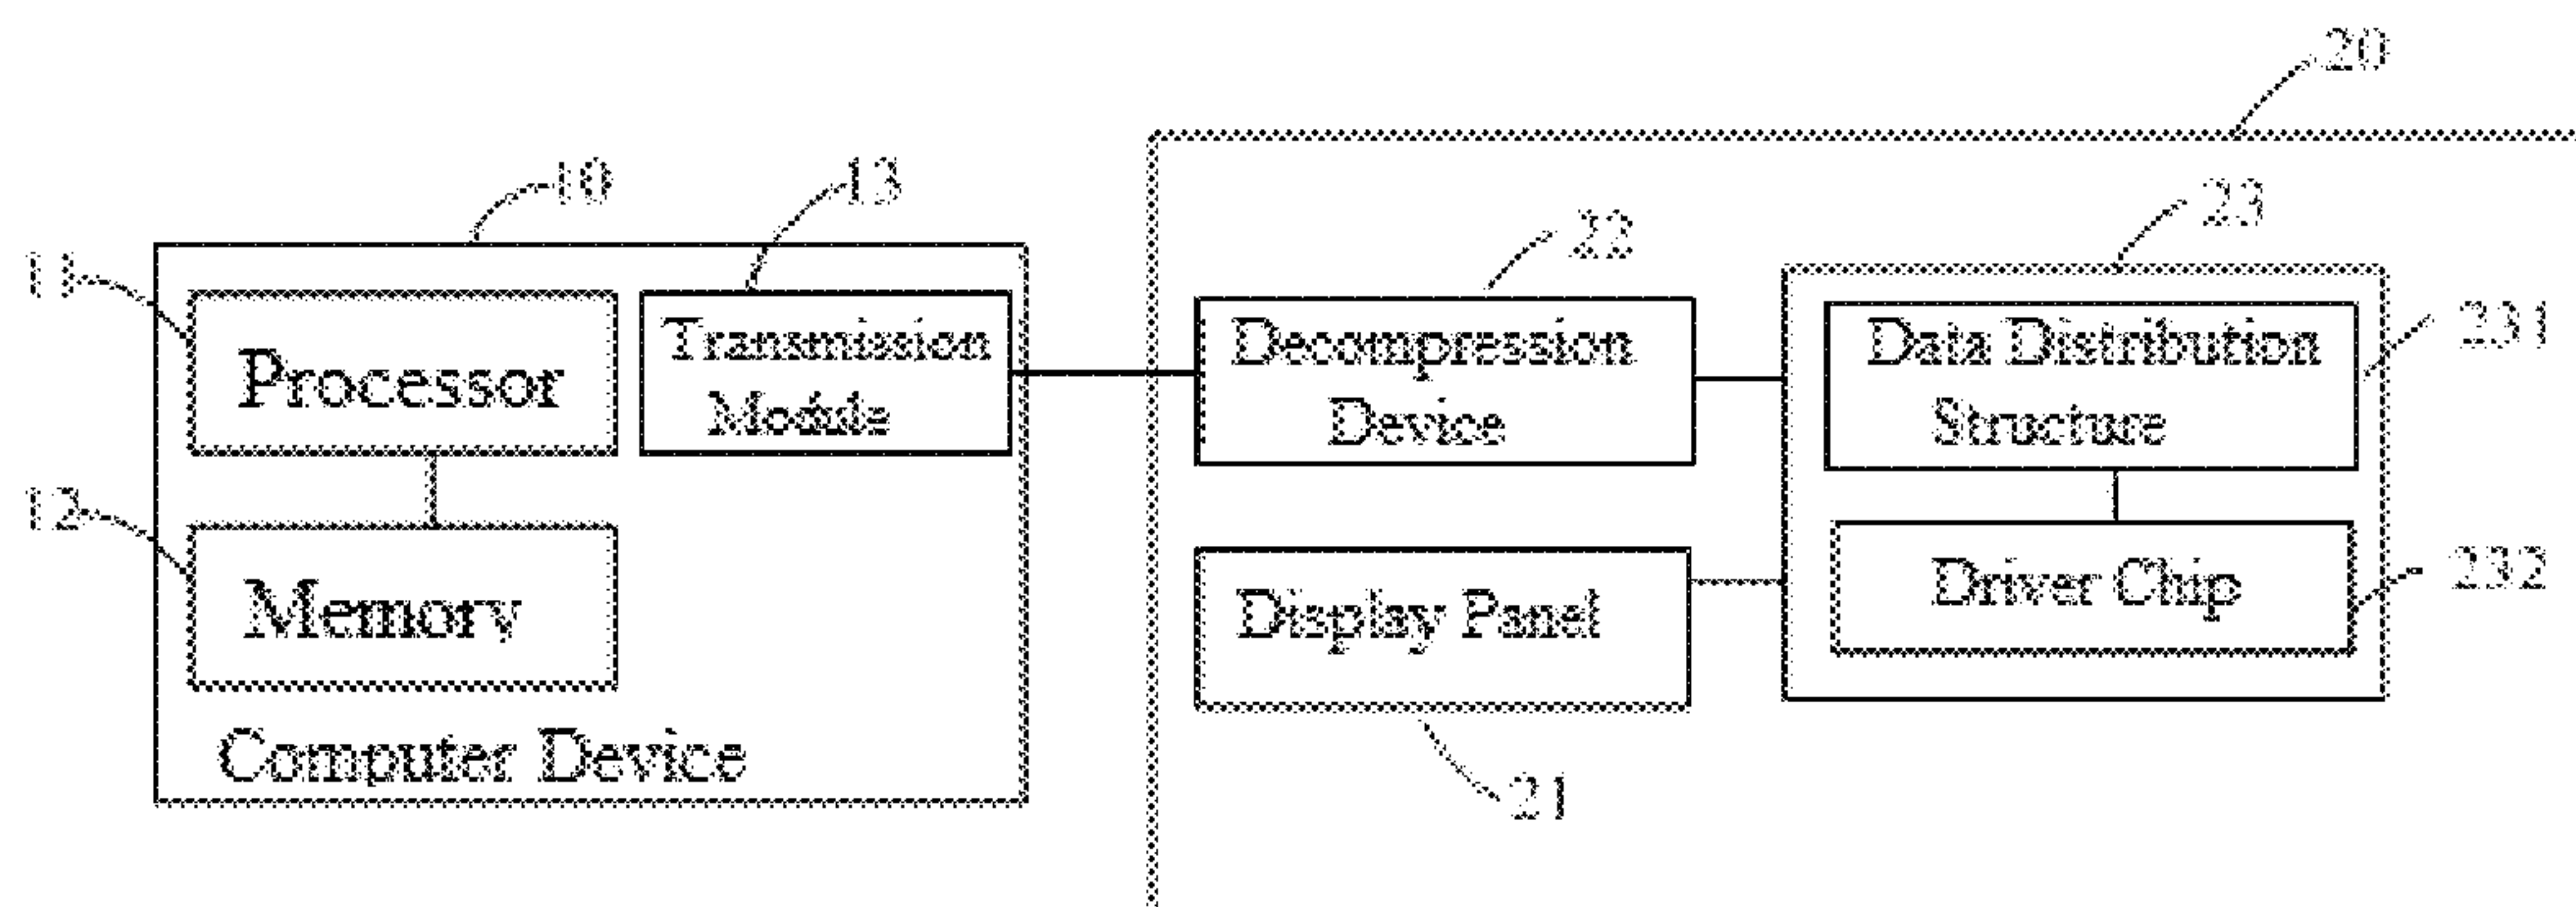 20
10
13
23
22
11
Processor
Transmission
Module
Decompression
Device
Data Distribution
Structure
231
12
Memory
Display Panel
Driver Chip
232
Computer Device
21